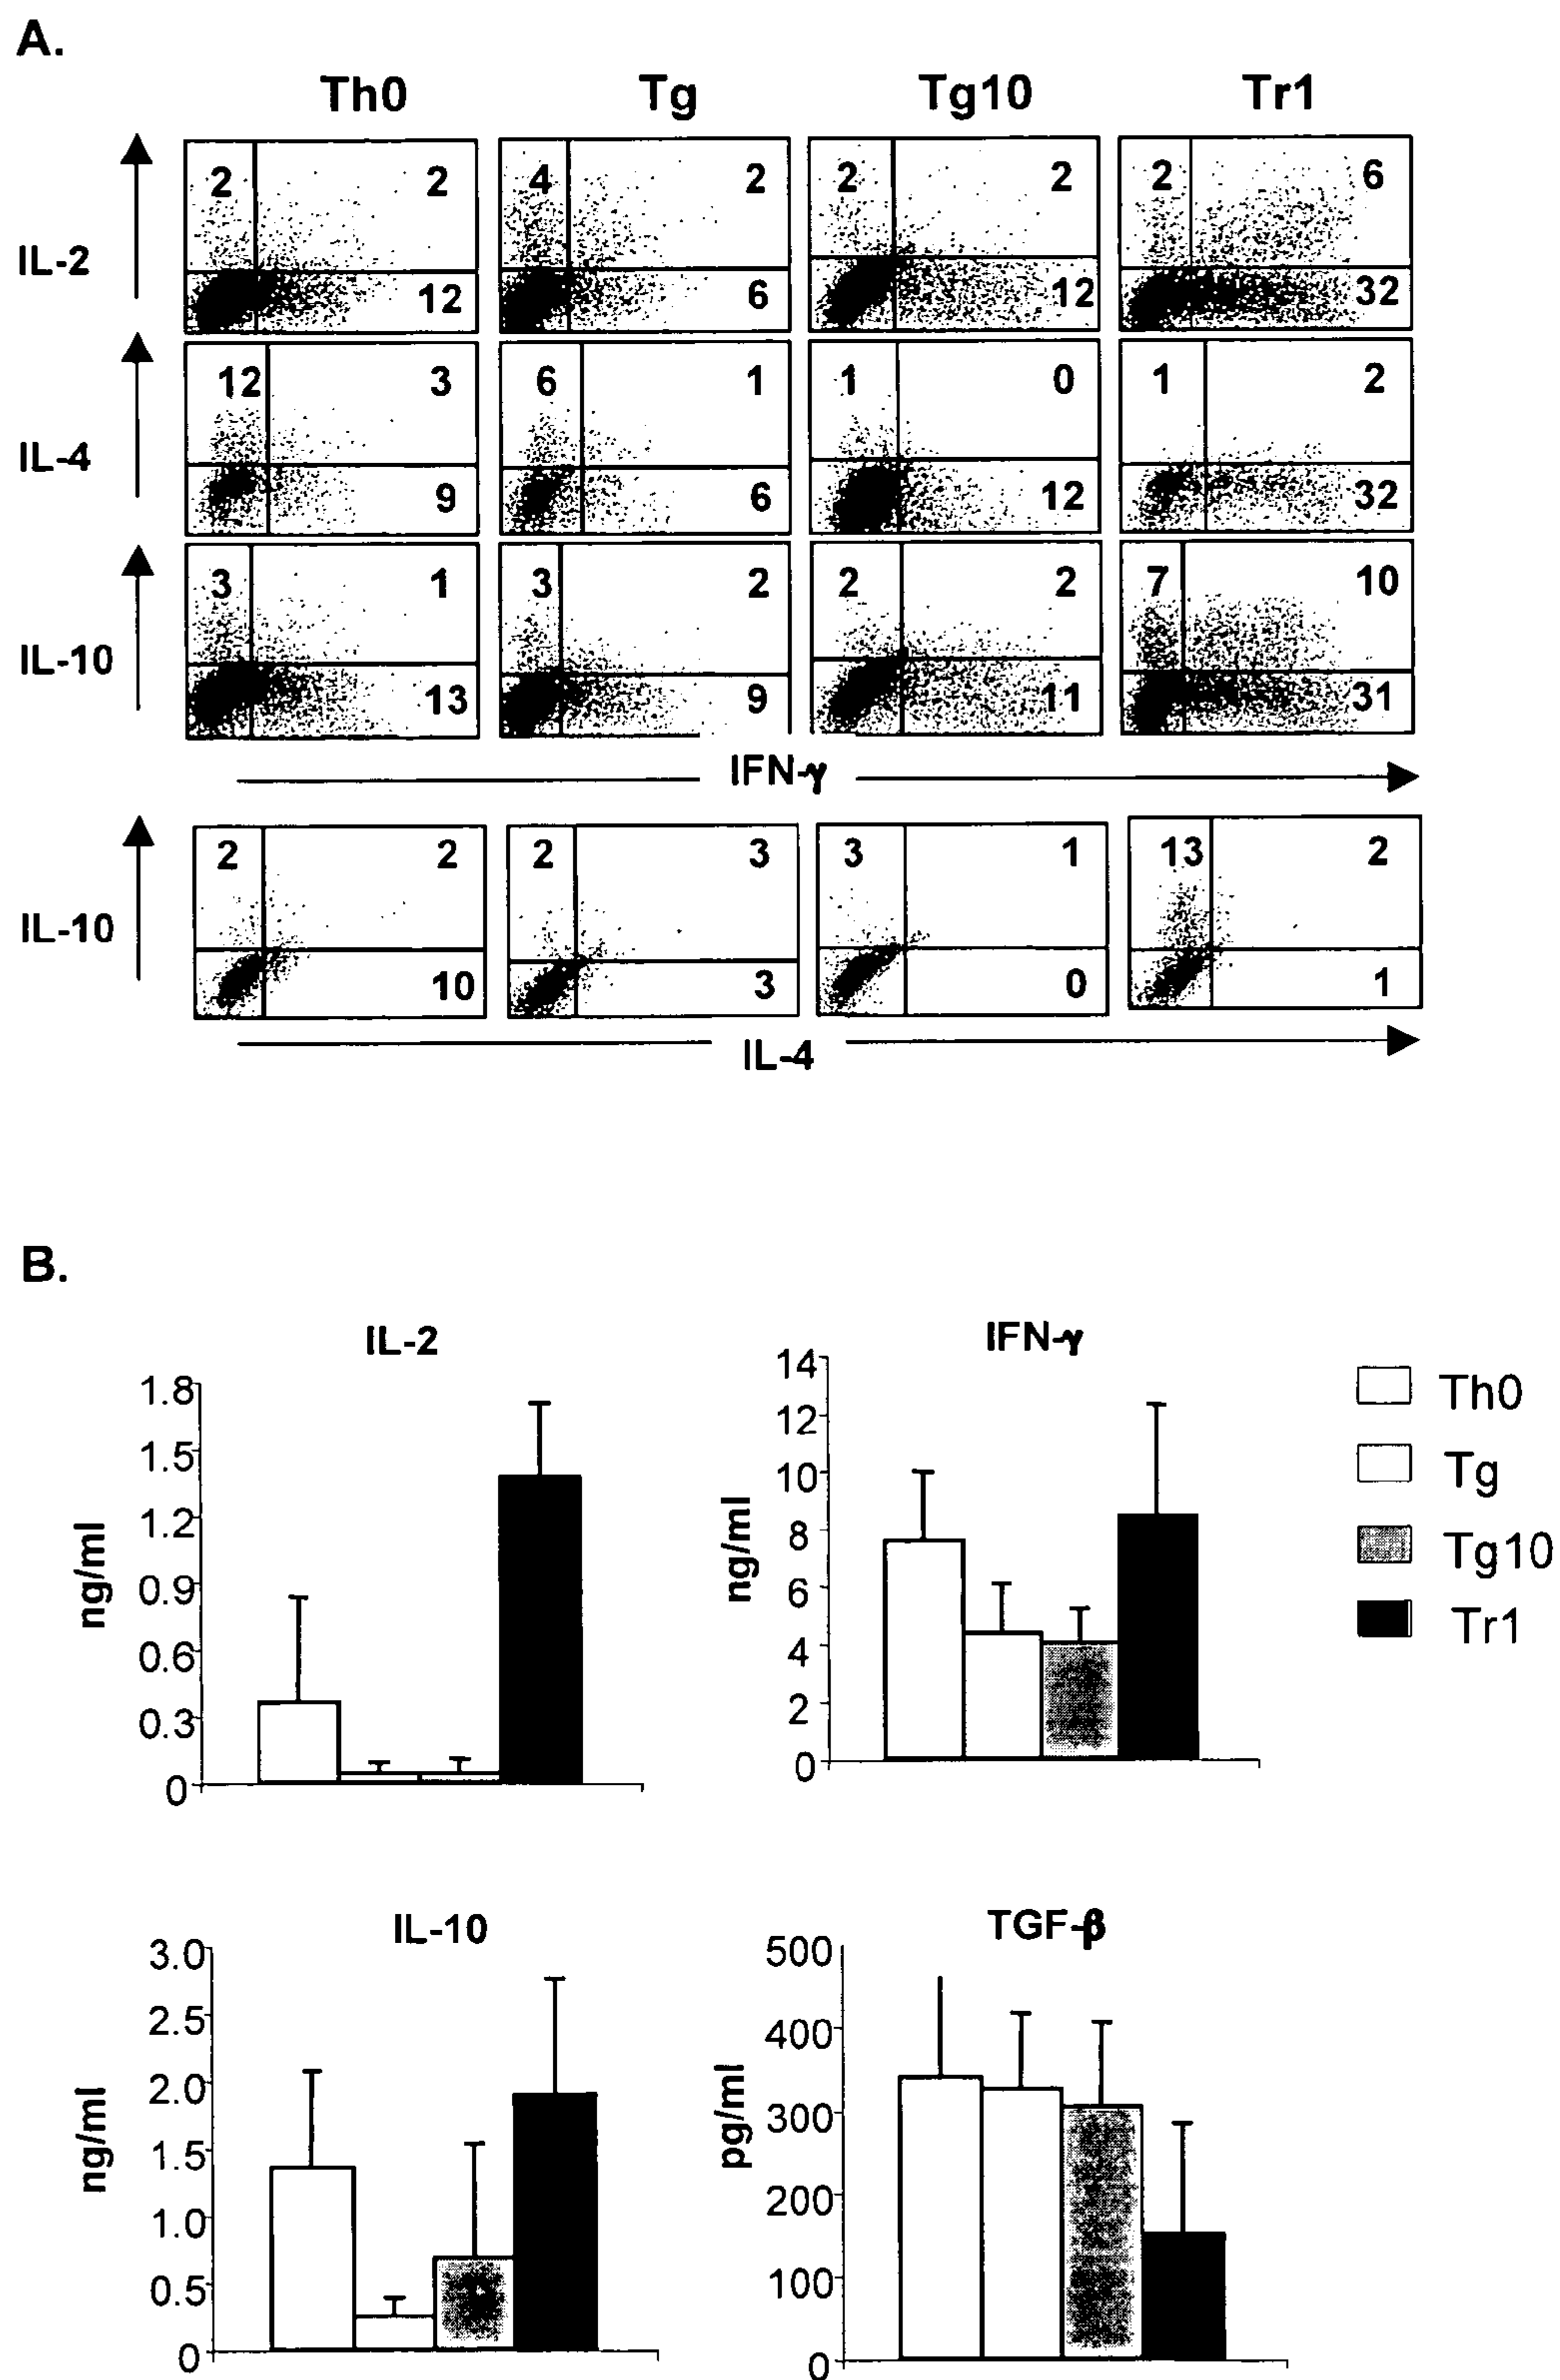 A.
Th0 Tg Tg10 Tr1
IL-2
2 2 12
4 2 6
2 2 12
2 6 32
IL-4
12 3 9
6 1 6
1 0 12
1 2 32
IL-10
3 1 13
3 2 9
2 2 11
7 10 31
IFN-γ
IL-10
2 2 10
2 3 3
3 1 0
13 2 1
IL-4
B.
IL-2
ng/ml
1.8
1.5
1.2
0.9
0.6
0.3
0
IFN-γ
ng/ml
14
12
10
8
6
4
2
0
Th0
Tg
Tg10
Tr1
IL-10
ng/ml
3.0
2.5
2.0
1.5
1.0
0.5
0
TGF-β
pg/ml
500
400
300
200
100
0